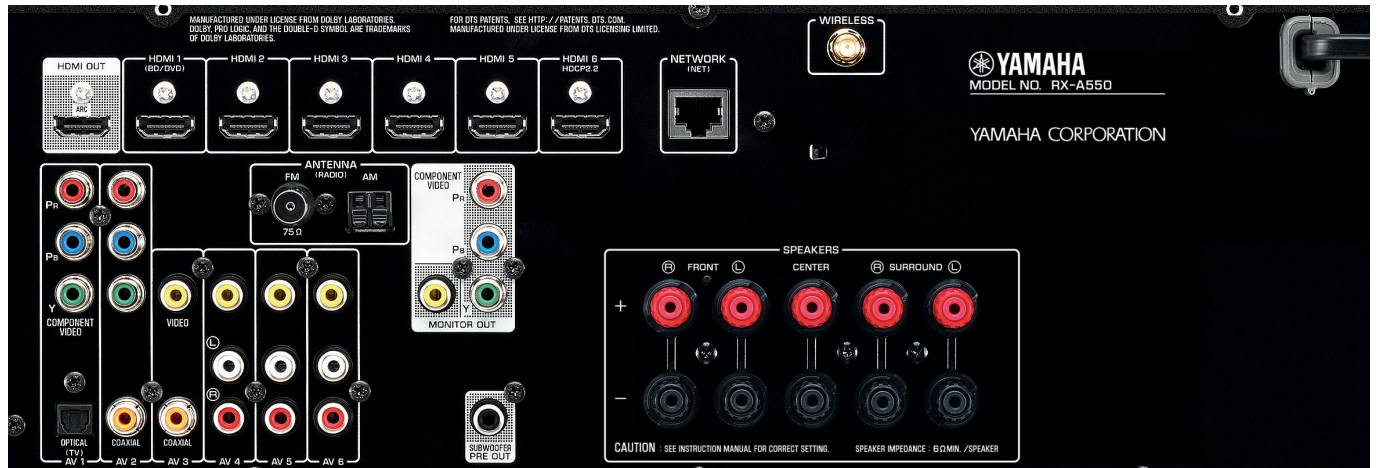 MANUFACTURED UNDER LICENSE FROM DOLBY LABORATORIES.
DOLBY, PRO LOGIC, AND THE DOUBLE-D SYMBOL ARE TRADEMARKS
OF DOLBY LABORATORIES.
FOR DTS PATENTS, SEE HTTP://PATENTS.DTS.COM.
MANUFACTURED UNDER LICENSE FROM DTS LICENSING LIMITED.
WIRELESS
HDMI OUT
ARC
HDMI 1
(BD/DVD)
HDMI 2
HDMI 3
HDMI 4
HDMI 5
HDMI 6
HDCP2.2
NETWORK
(NET)
YAMAHA
MODEL NO. RX-A550
YAMAHA CORPORATION
ANTENNA
(RADIO)
FM
AM
75Ω
COMPONENT
VIDEO
PR
PB
Y
MONITOR OUT
PR
PB
Y
COMPONENT
VIDEO
VIDEO
L
R
OPTICAL
(TV)
COAXIAL
COAXIAL
AV 1
AV 2
AV 3
AV 4
AV 5
AV 6
SUBWOOFER
PRE OUT
SPEAKERS
R FRONT L
CENTER
R SURROUND L
+
−
CAUTION : SEE INSTRUCTION MANUAL FOR CORRECT SETTING.
SPEAKER IMPEDANCE : 6Ω MIN. /SPEAKER